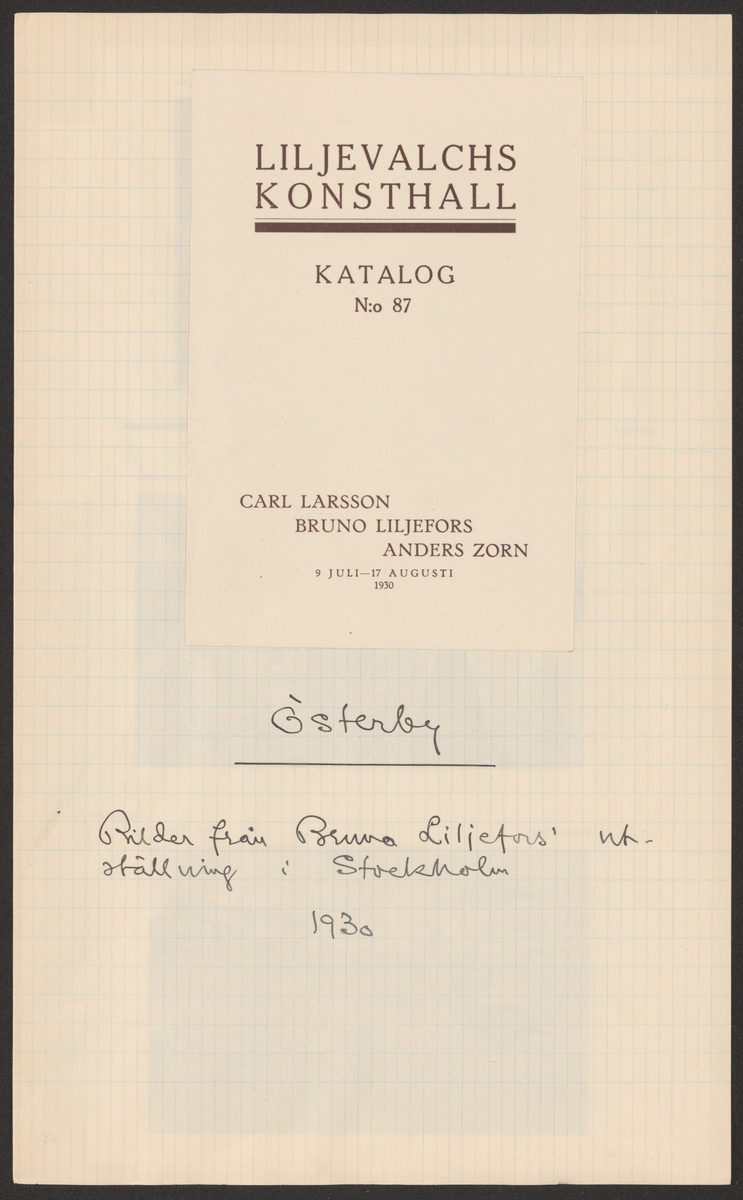 LILJEVALCHS
KONSTHALL
KATALOG
N:o 87
CARL LARSSON
BRUNO LILJEFORS
ANDERS ZORN
9 JULI—17 AUGUSTI
1930
Österby
Bilder från Bruno Liljefors' ut-
ställning i Stockholm
1930